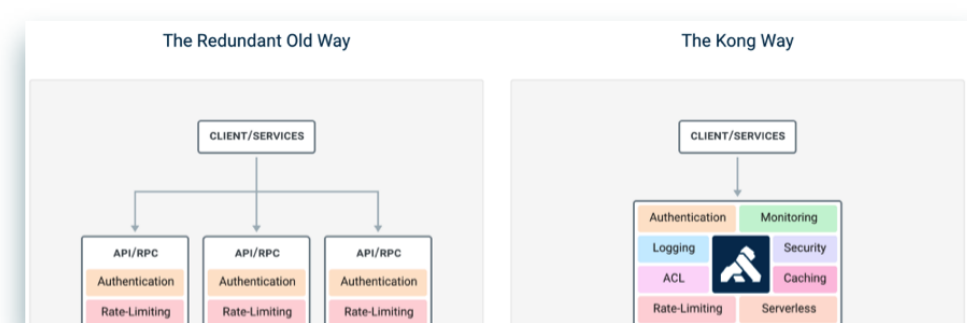 The Redundant Old Way
The Kong Way
CLIENT/SERVICES
CLIENT/SERVICES
API/RPC
API/RPC
API/RPC
Authentication
Authentication
Authentication
Rate-Limiting
Rate-Limiting
Rate-Limiting
Authentication
Monitoring
Logging
Security
ACL
Caching
Rate-Limiting
Serverless